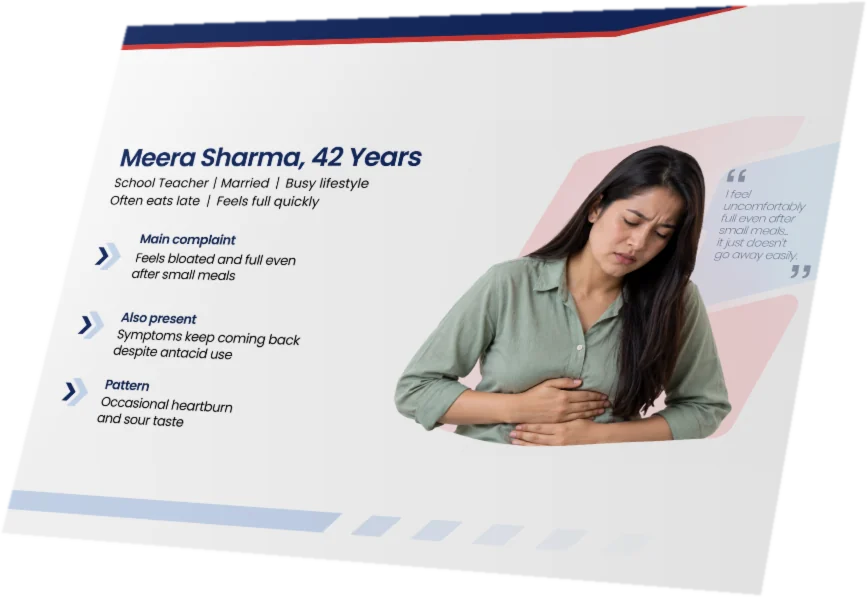 Meera Sharma, 42 Years
School Teacher | Married | Busy lifestyle
Often eats late | Feels full quickly
Main complaint
Feels bloated and full even
after small meals
Also present
Symptoms keep coming back
despite antacid use
Pattern
Occasional heartburn
and sour taste
“
I feel
uncomfortably
full even after
small meals...
it just doesn't
go away easily.
”